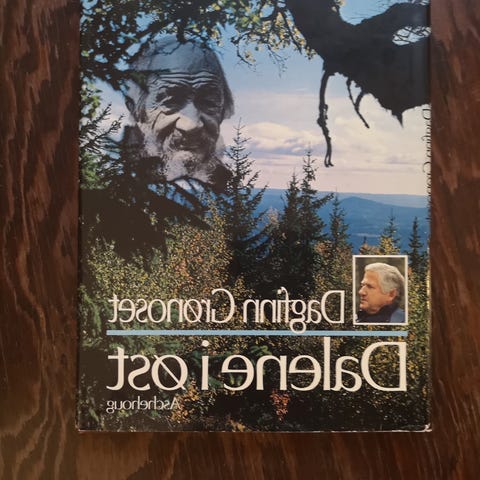 Dagfinn Grønoset
Dalene i øst
Aschehoug